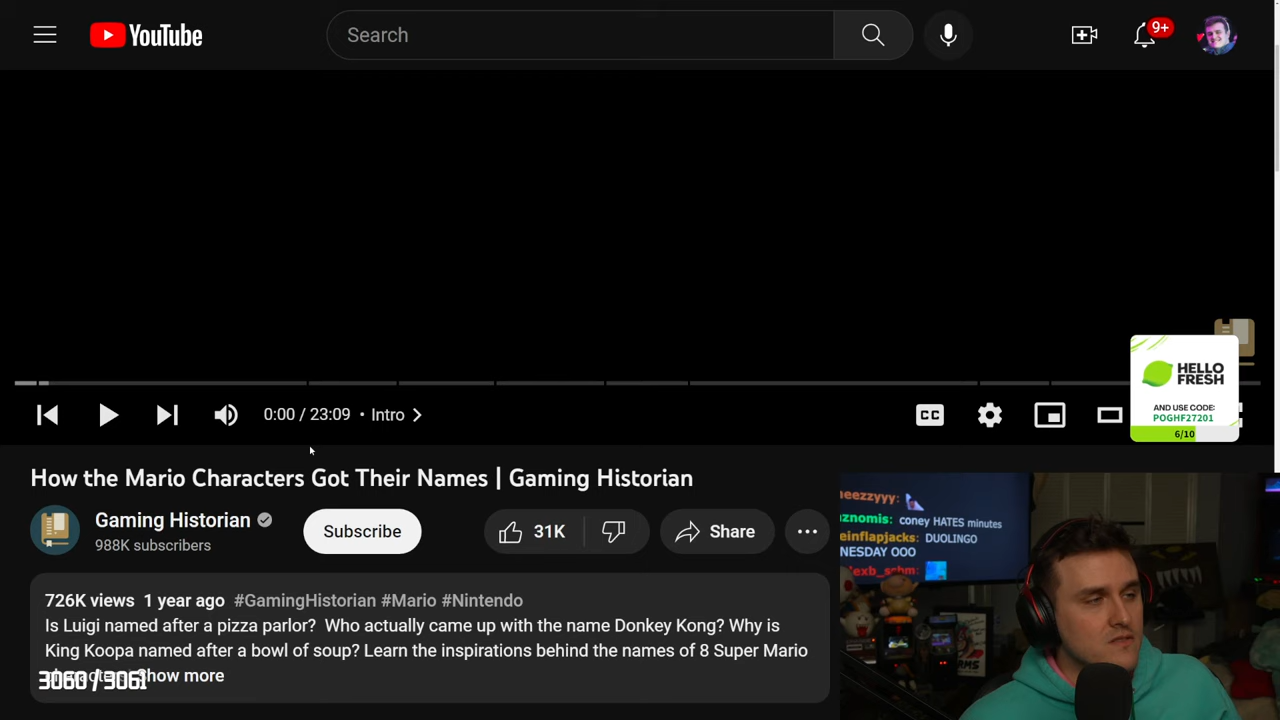 YouTube
Search
9+
HELLO
FRESH
AND USE CODE:
POGHF27201
6/10
0:00 / 23:09 • Intro
CC
How the Mario Characters Got Their Names | Gaming Historian
Gaming Historian
988K subscribers
Subscribe
31K
Share
726K views 1 year ago #GamingHistorian #Mario #Nintendo
Is Luigi named after a pizza parlor? Who actually came up with the name Donkey Kong? Why is
King Koopa named after a bowl of soup? Learn the inspirations behind the names of 8 Super Mario
Show more
3060 / 3061
coney HATES minutes
DUOLINGO
OOO